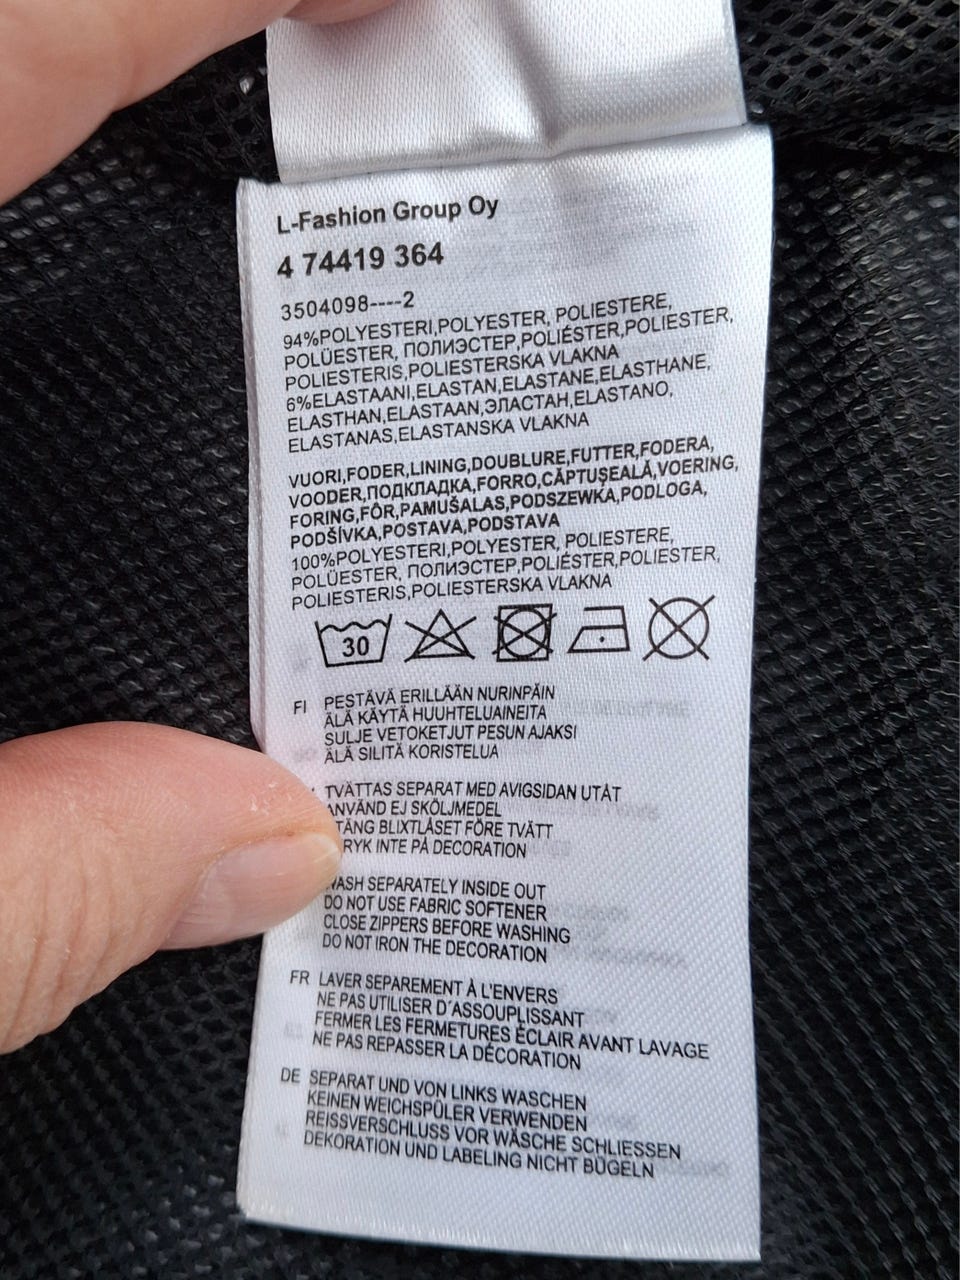 L-Fashion Group Oy
4 74419 364
3504098----2
94%POLYESTERI,POLYESTER, POLIESTERE,
POLÜESTER, ПОЛИЭСТЕР,POLIÉSTER,POLIESTER,
POLIESTERIS,POLIESTERSKA VLAKNA
6%ELASTAANI,ELASTAN,ELASTANE,ELASTHANE,
ELASTHAN,ELASTAAN,ЭЛАСТАН,ELASTANO,
ELASTANAS,ELASTANSKA VLAKNA
VUORI,FODER,LINING,DOUBLURE,FUTTER,FODERA,
VOODER,ПОДКЛАДКА,FORRO,CĂPTUŞEALĂ,VOERING,
FORING,FÔR,PAMUŠALAS,PODSZEWKA,PODLOGA,
PODŠÍVKA,POSTAVA,PODSTAVA
100%POLYESTERI,POLYESTER, POLIESTERE,
POLÜESTER, ПОЛИЭСТЕР,POLIÉSTER,POLIESTER,
POLIESTERIS,POLIESTERSKA VLAKNA
30
FI PESTÄVÄ ERILLÄÄN NURINPÄIN
ÄLÄ KÄYTÄ HUUHTELUAINEITA
SULJE VETOKETJUT PESUN AJAKSI
ÄLÄ SILITÄ KORISTELUA
TVÄTTAS SEPARAT MED AVIGSIDAN UTÅT
ANVÄND EJ SKÖLJMEDEL
TÄNG BLIXTLÅSET FÖRE TVÄTT
RYK INTE PÅ DECORATION
WASH SEPARATELY INSIDE OUT
DO NOT USE FABRIC SOFTENER
CLOSE ZIPPERS BEFORE WASHING
DO NOT IRON THE DECORATION
FR LAVER SEPAREMENT À L'ENVERS
NE PAS UTILISER D´ASSOUPLISSANT
FERMER LES FERMETURES ÉCLAIR AVANT LAVAGE
NE PAS REPASSER LA DÉCORATION
DE SEPARAT UND VON LINKS WASCHEN
KEINEN WEICHSPÜLER VERWENDEN
REISSVERSCHLUSS VOR WÄSCHE SCHLIESSEN
DEKORATION UND LABELING NICHT BÜGELN